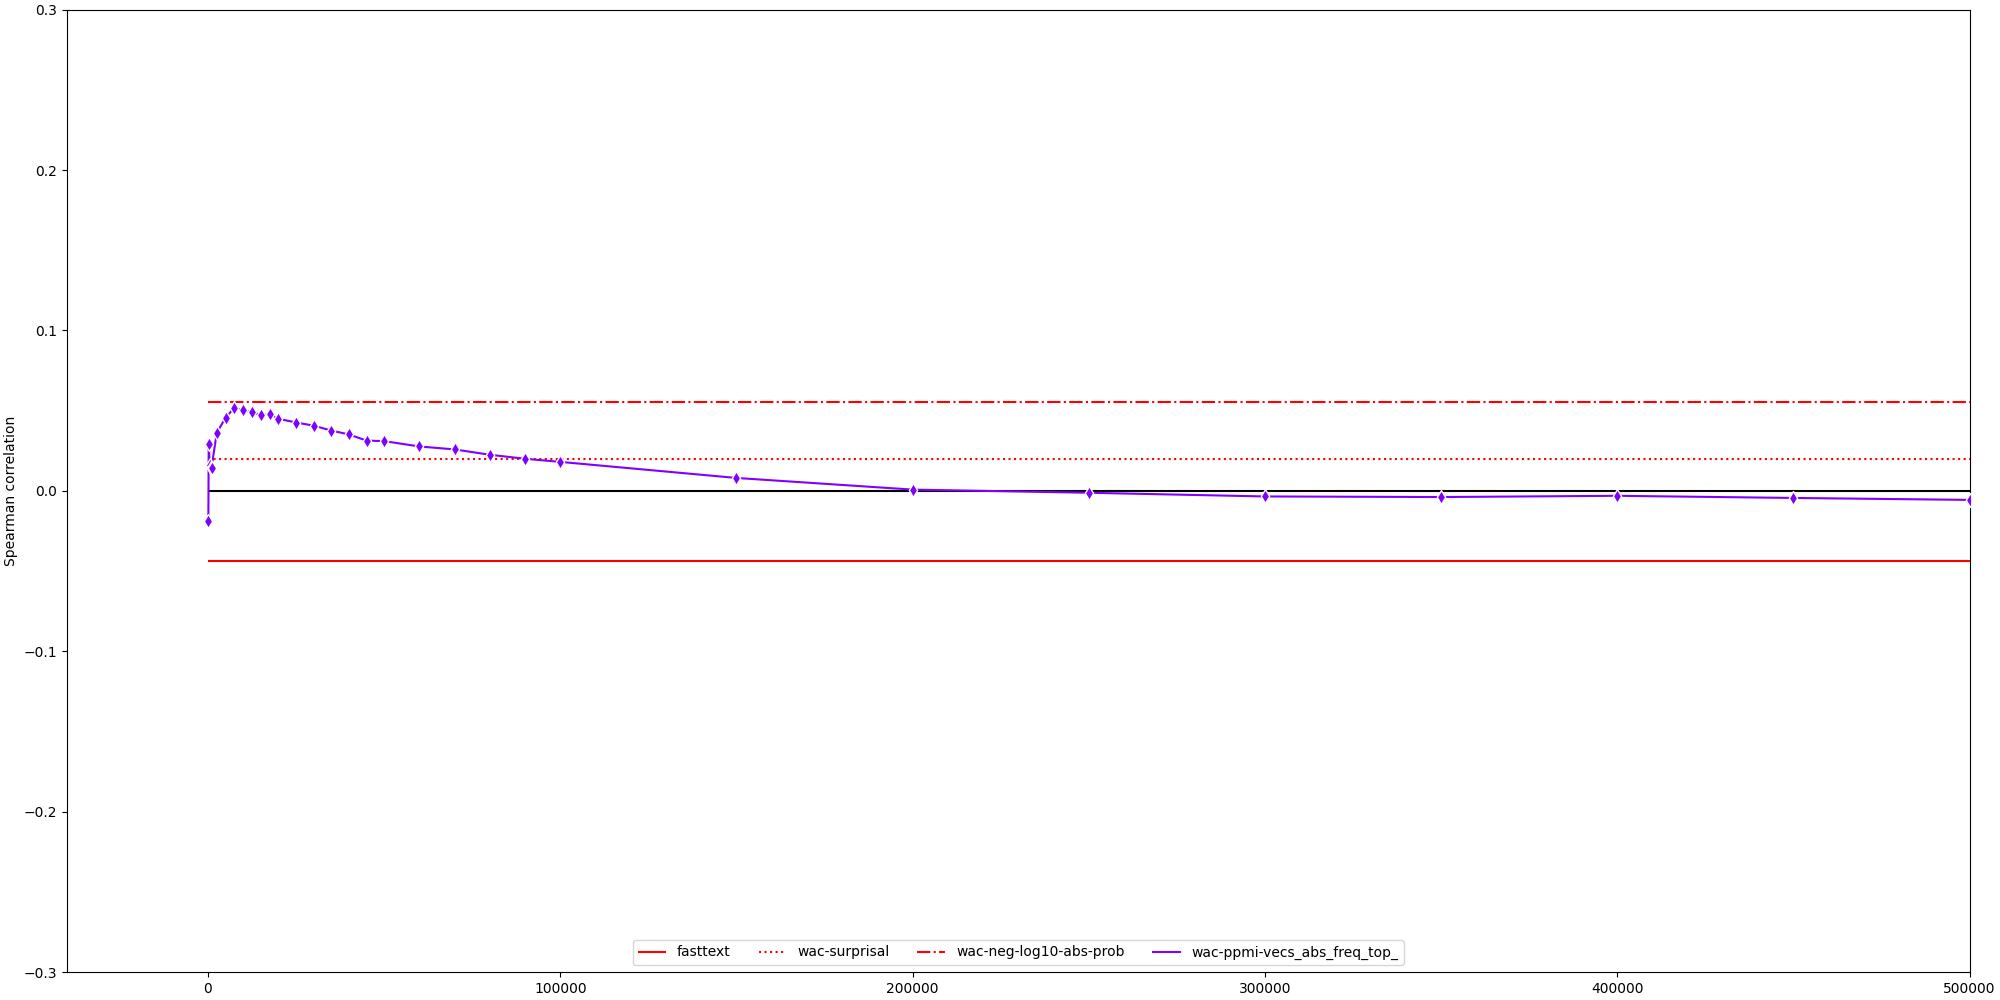 0.3
0.2
0.1
0.0
−0.1
−0.2
−0.3
Spearman correlation
fasttext wac-surprisal wac-neg-log10-abs-prob wac-ppmi-vecs_abs_freq_top_
0 100000 200000 300000 400000 500000